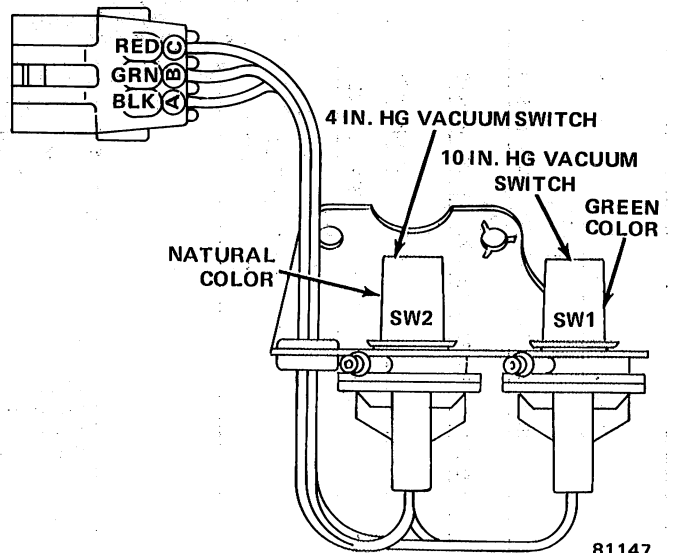 RED C
GRN B
BLK A
4 IN. HG VACUUM SWITCH
10 IN. HG VACUUM
SWITCH
GREEN
COLOR
NATURAL
COLOR
SW2
SW1
81147